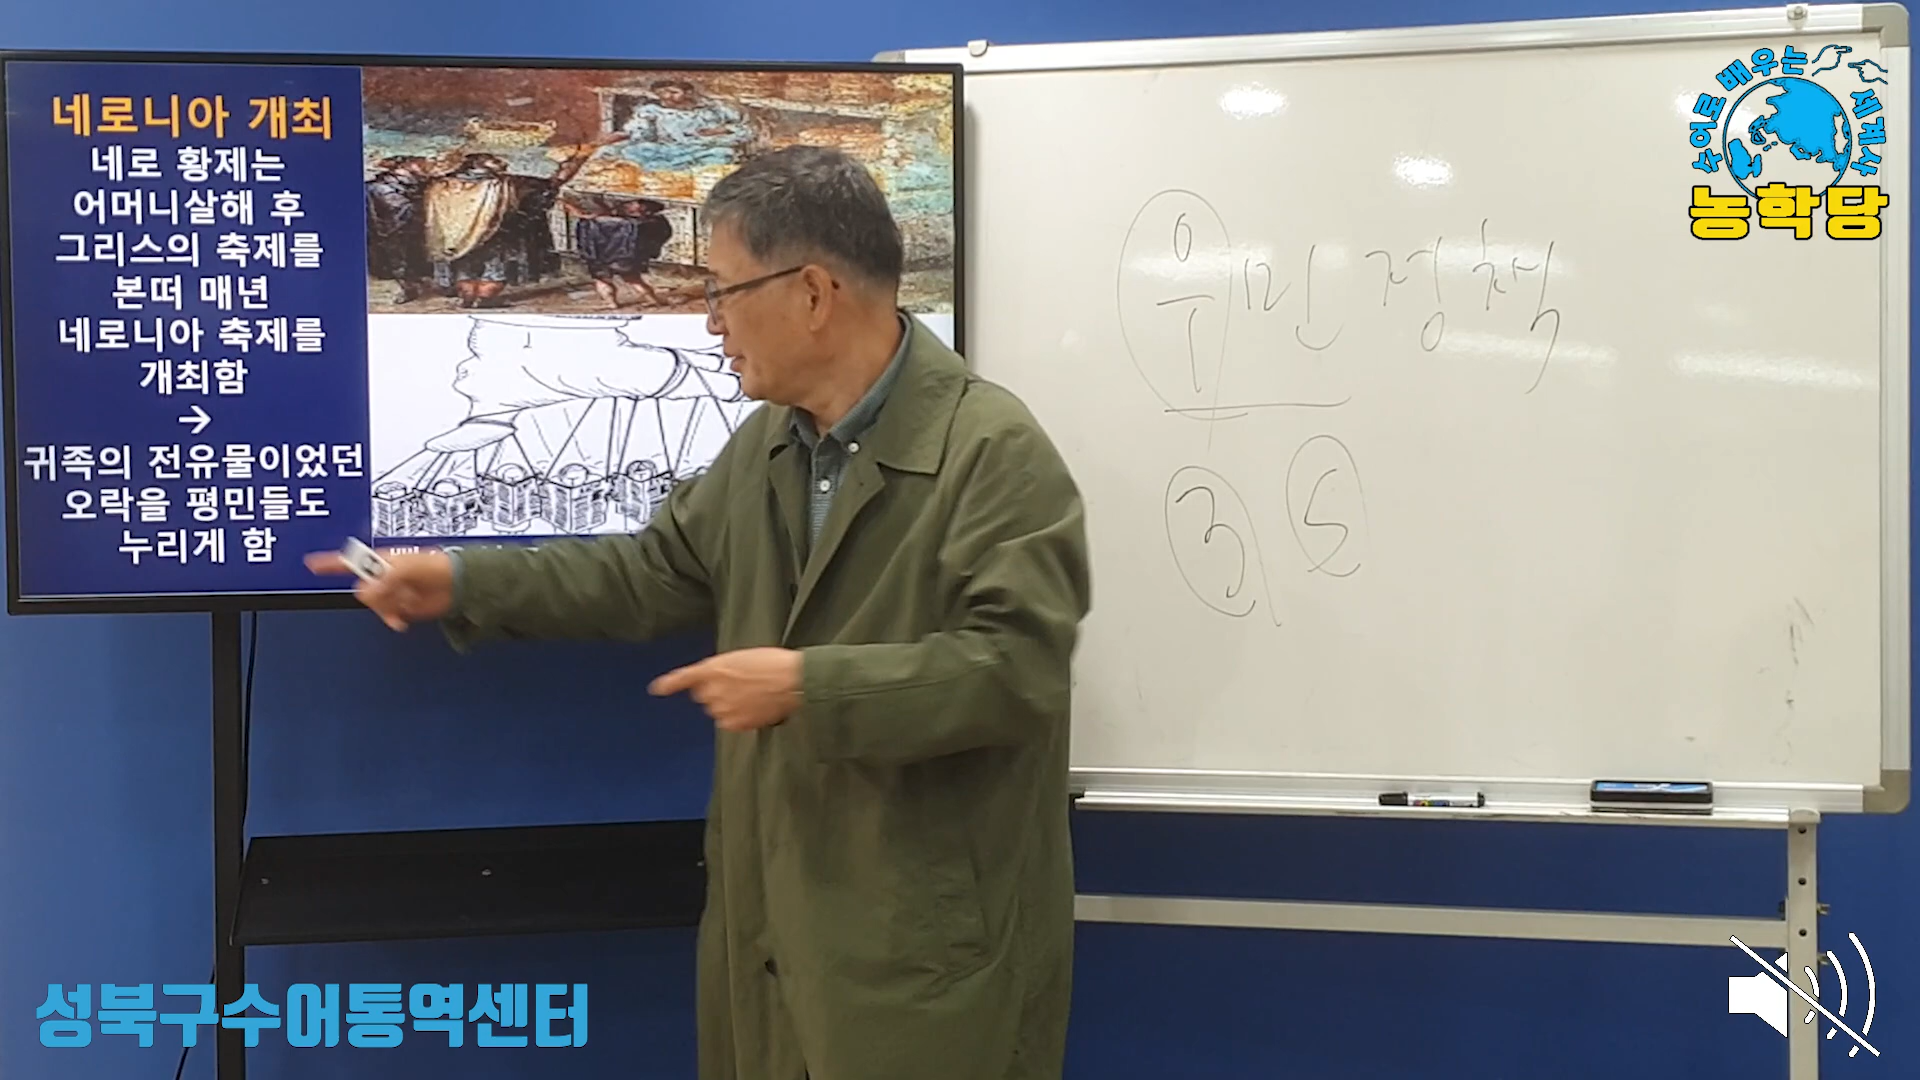 네로니아 개최
네로 황제는
어머니살해 후
그리스의 축제를
본떠 매년
네로니아 축제를
개최함
→
귀족의 전유물이었던
오락을 평민들도
누리게 함
우민정책
3S
수어로 배우는 세계사
농학당
성북구수어통역센터